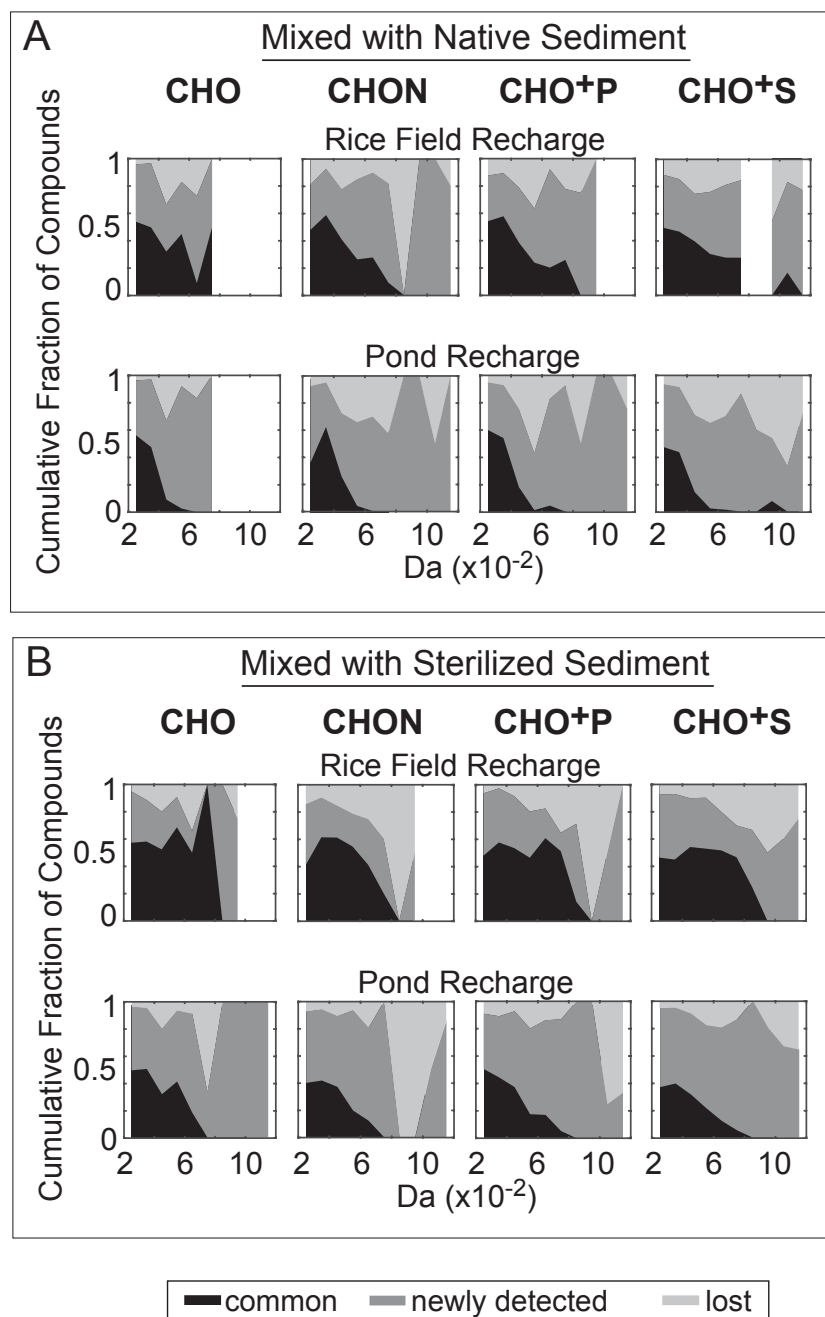 A
Mixed with Native Sediment
CHO CHON CHO+P CHO+S
Rice Field Recharge
Cumulative Fraction of Compounds
1
0.5
0
Pond Recharge
1
0.5
0
2 6 10 2 6 10 2 6 10 2 6 10
Da (x10-2)
B
Mixed with Sterilized Sediment
CHO CHON CHO+P CHO+S
Rice Field Recharge
Cumulative Fraction of Compounds
1
0.5
0
Pond Recharge
1
0.5
0
2 6 10 2 6 10 2 6 10 2 6 10
Da (x10-2)
common newly detected lost